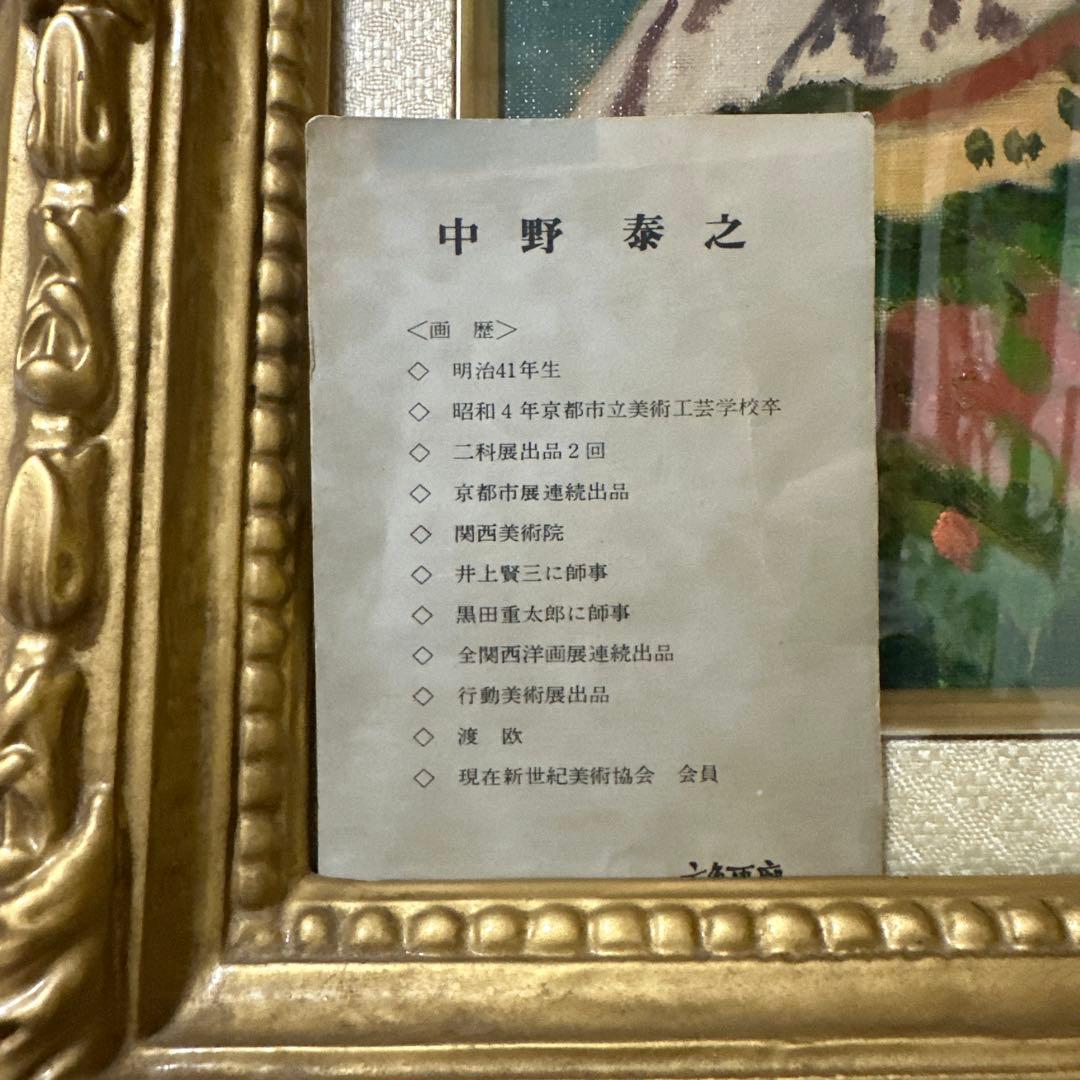 中野 泰之
＜画 歴＞
◇ 明治41年生
◇ 昭和4年京都市立美術工芸学校卒
◇ 二科展出品2回
◇ 京都市展連続出品
◇ 関西美術院
◇ 井上賢三に師事
◇ 黒田重太郎に師事
◇ 全関西洋画展連続出品
◇ 行動美術展出品
◇ 渡 欧
◇ 現在新世紀美術協会 会員